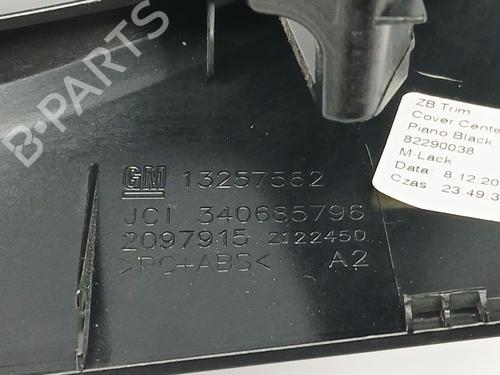 GM 13257562
JCI 340685796
2097915 2122450
>PC+ABS< A2
ZB Trim
Cover Cente
Piano Black
82290038
M-Lack
Data 8.12.20
Czas 23:49:3
B-PARTS